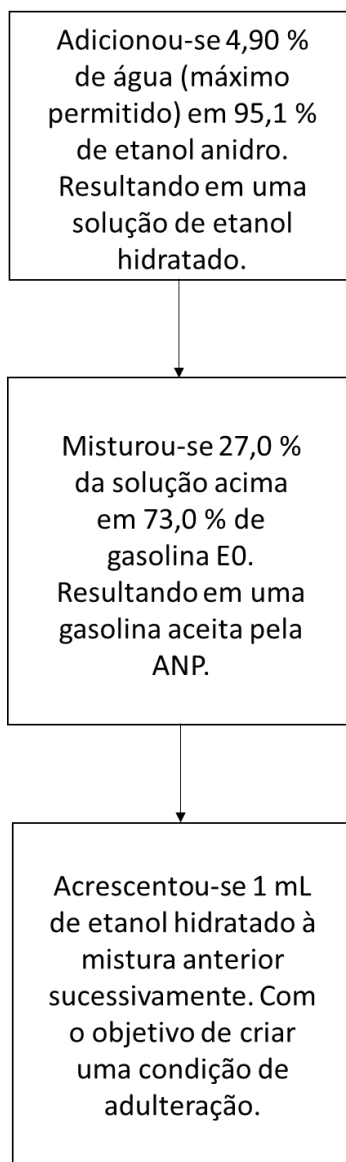 Adicionou-se 4,90 %
de água (máximo
permitido) em 95,1 %
de etanol anidro.
Resultando em uma
solução de etanol
hidratado.
Misturou-se 27,0 %
da solução acima
em 73,0 % de
gasolina E0.
Resultando em uma
gasolina aceita pela
ANP.
Acrescentou-se 1 mL
de etanol hidratado à
mistura anterior
sucessivamente. Com
o objetivo de criar
uma condição de
adulteração.